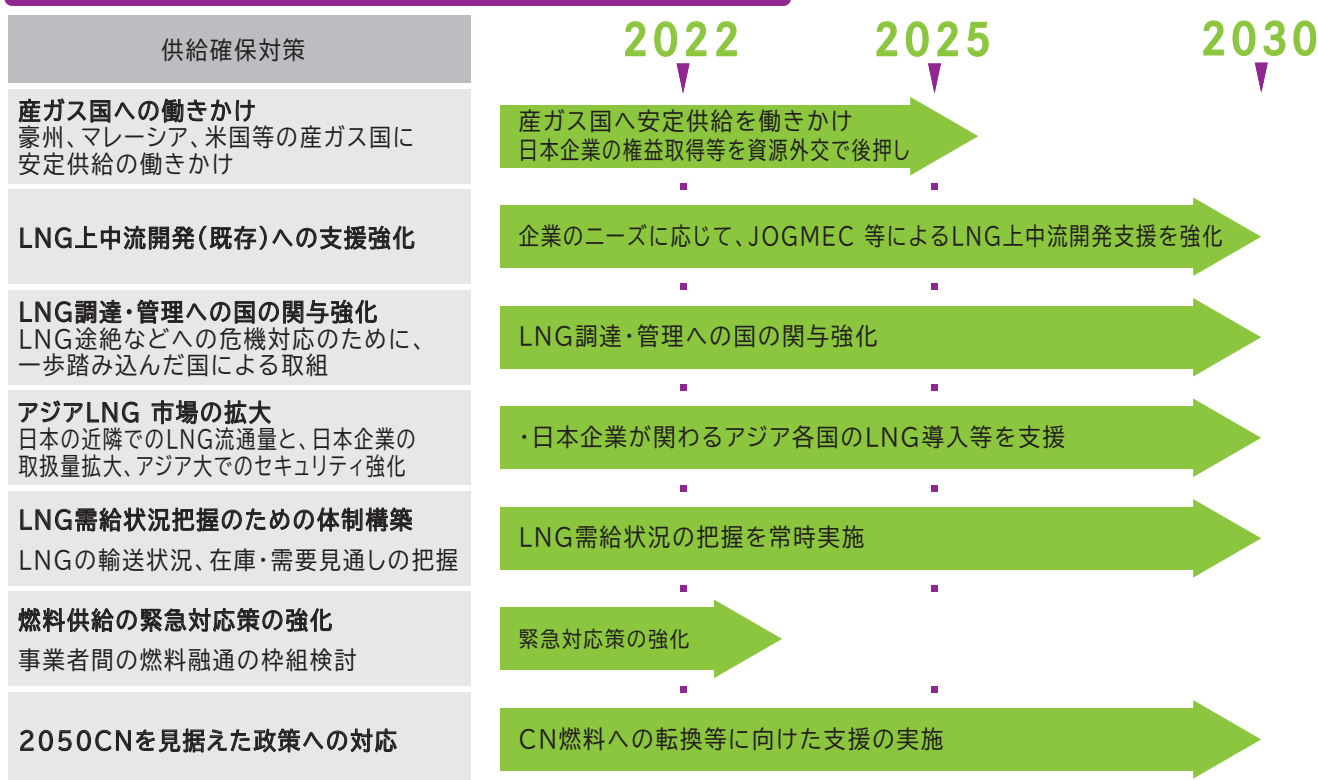 供給確保対策
2022
2025
2030
産ガス国への働きかけ
豪州、マレーシア、米国等の産ガス国に
安定供給の働きかけ
産ガス国へ安定供給を働きかけ
日本企業の権益取得等を資源外交で後押し
LNG上中流開発(既存)への支援強化
企業のニーズに応じて、JOGMEC 等によるLNG上中流開発支援を強化
LNG調達・管理への国の関与強化
LNG途絶などへの危機対応のために、
一歩踏み込んだ国による取組
LNG調達・管理への国の関与強化
アジアLNG 市場の拡大
日本の近隣でのLNG流通量と、日本企業の
取扱量拡大、アジア大でのセキュリティ強化
・日本企業が関わるアジア各国のLNG導入等を支援
LNG需給状況把握のための体制構築
LNGの輸送状況、在庫・需要見通しの把握
LNG需給状況の把握を常時実施
燃料供給の緊急対応策の強化
事業者間の燃料融通の枠組検討
緊急対応策の強化
2050CNを見据えた政策への対応
CN燃料への転換等に向けた支援の実施